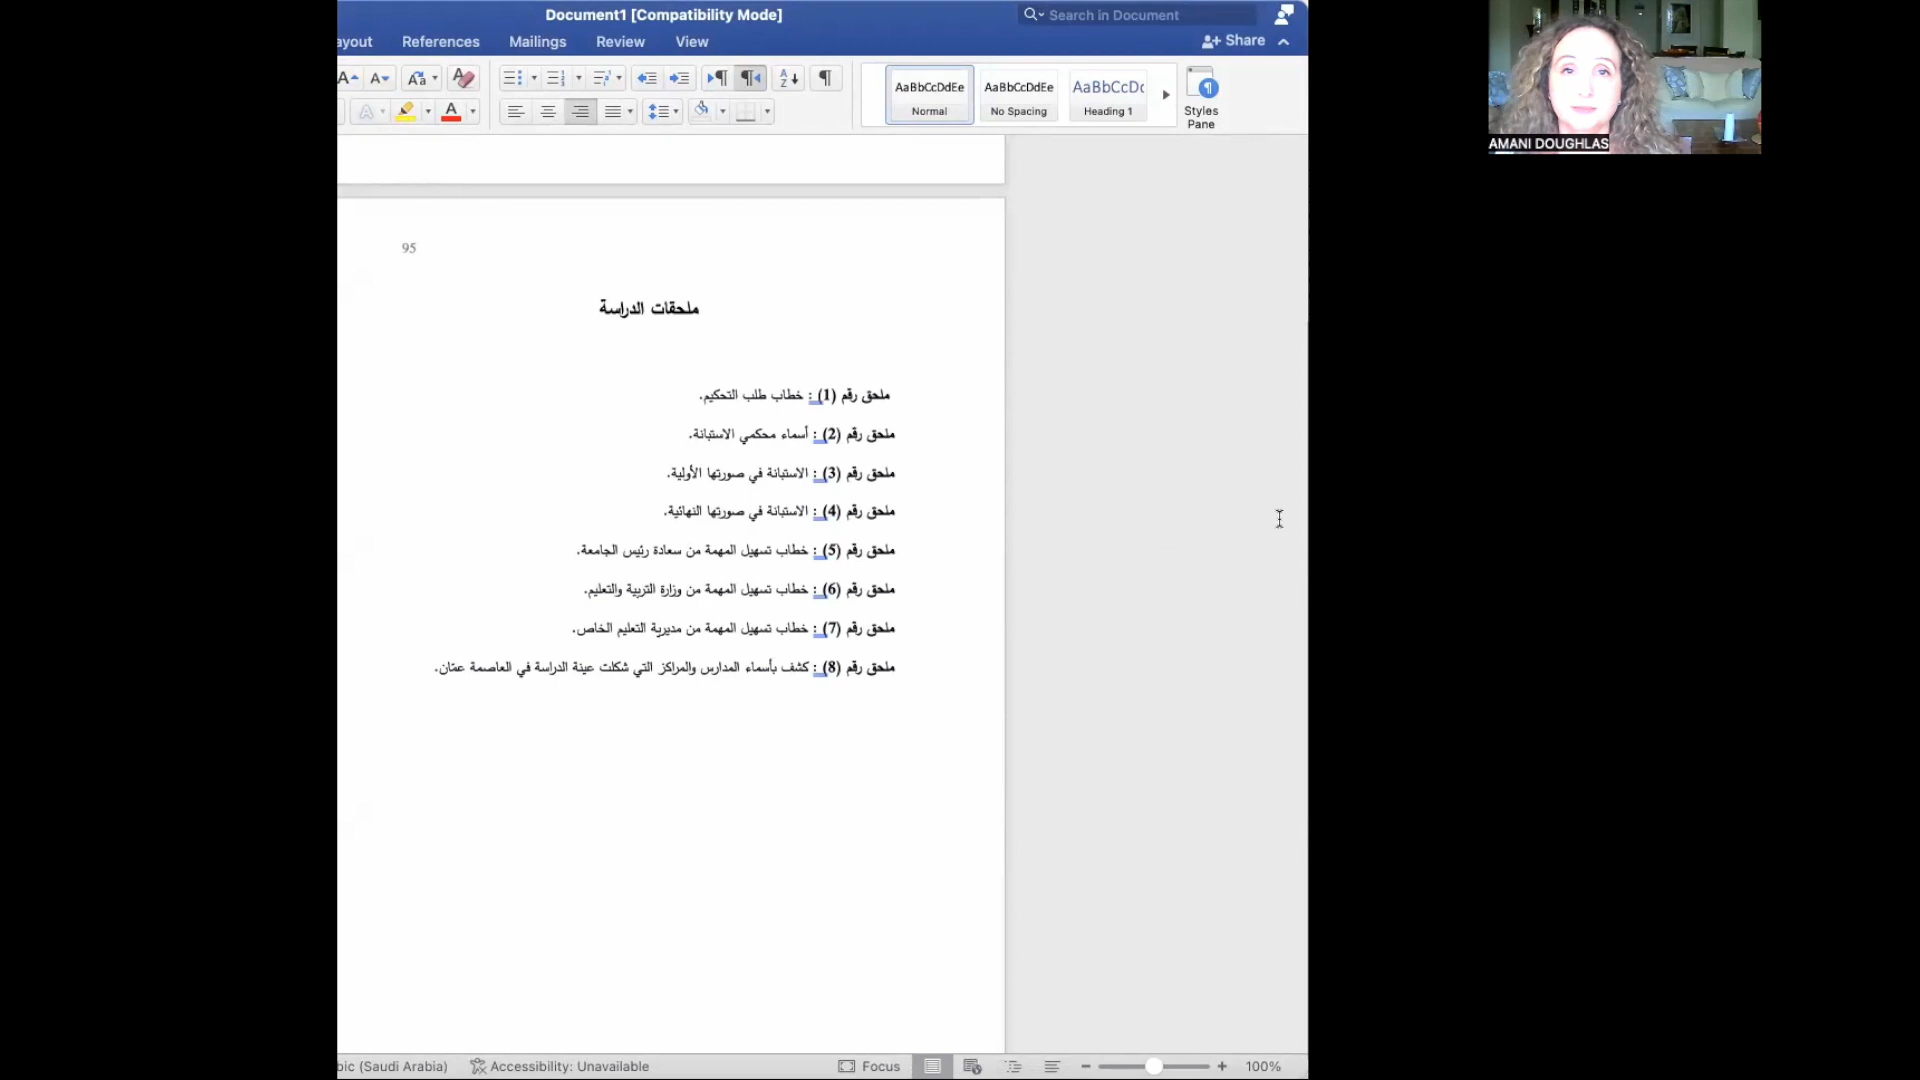 Document1 [Compatibility Mode]
Search in Document
ayout References Mailings Review View
Share
AaBbCcDdEe AaBbCcDdEe AaBbCcDc
Normal No Spacing Heading 1
Styles
Pane
AMANI DOUGHLAS
95
ملحقات الدراسة
ملحق رقم (1) : خطاب طلب التحكيم.
ملحق رقم (2) : أسماء محكمي الاستبانة.
ملحق رقم (3) : الاستبانة في صورتها الأولية.
ملحق رقم (4) : الاستبانة في صورتها النهائية.
ملحق رقم (5) : خطاب تسهيل المهمة من سعادة رئيس الجامعة.
ملحق رقم (6) : خطاب تسهيل المهمة من وزارة التربية والتعليم.
ملحق رقم (7) : خطاب تسهيل المهمة من مديرية التعليم الخاص.
ملحق رقم (8) : كشف بأسماء المدارس والمراكز التي شكلت عينة الدراسة في العاصمة عمّان.
bic (Saudi Arabia) Accessibility: Unavailable Focus 100%